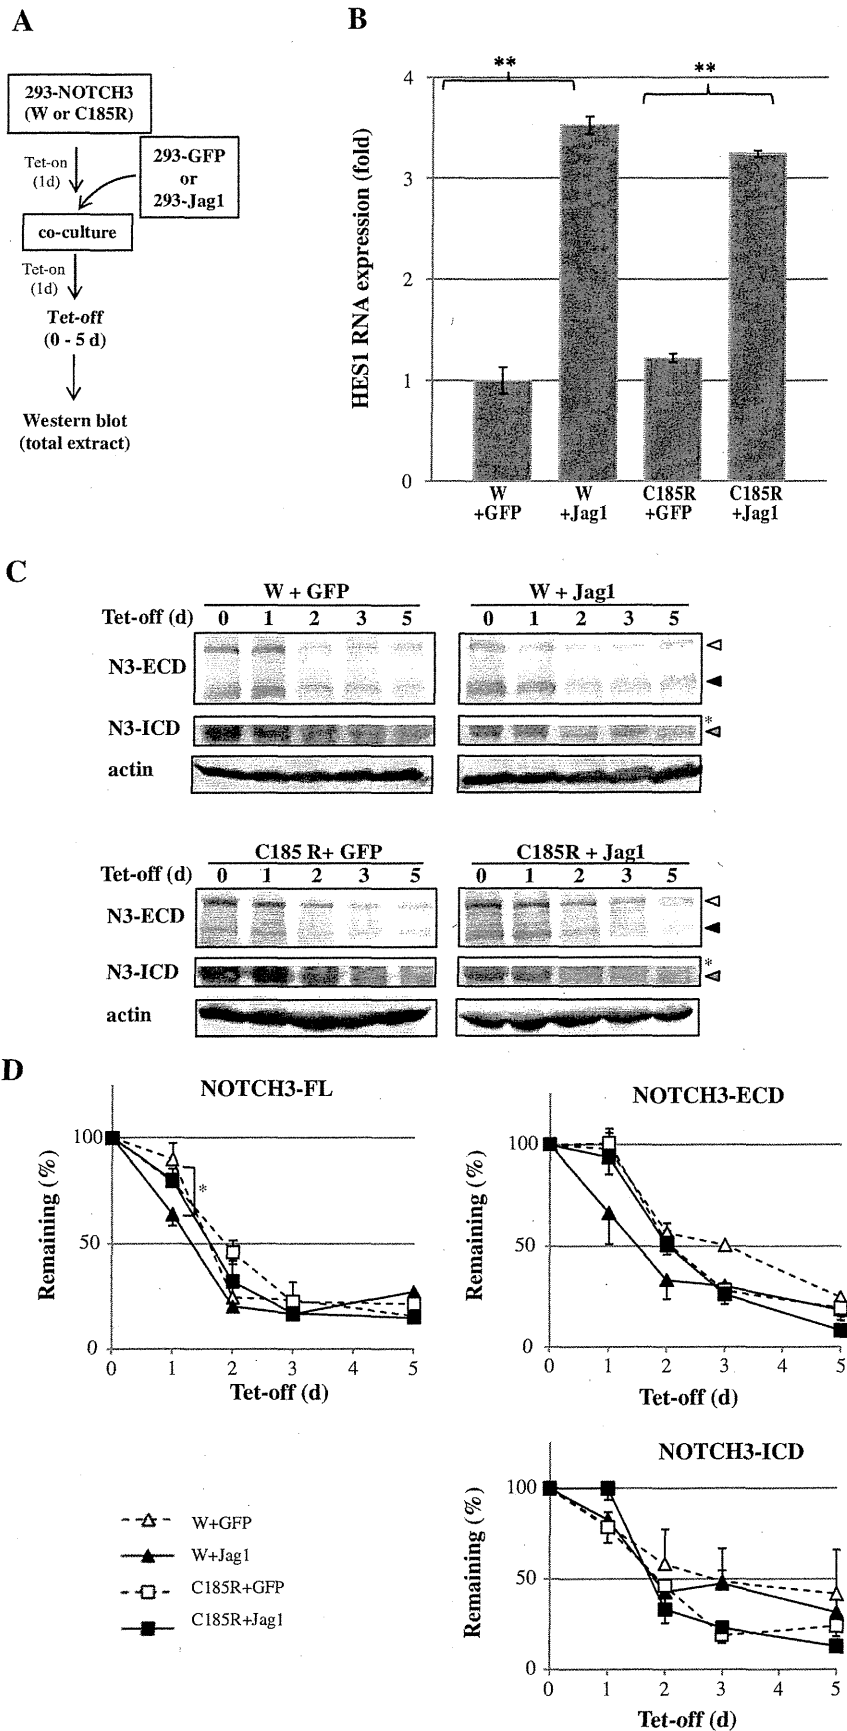 A
293-NOTCH3
(W or C185R)
Tet-on
(1d)
293-GFP
or
293-Jag1
co-culture
Tet-on
(1d)
Tet-off
(0 - 5 d)
Western blot
(total extract)
B
HES1 RNA expression (fold)
4
3
2
1
0
** **
W +GFP
W +Jag1
C185R +GFP
C185R +Jag1
C
W + GFP
W + Jag1
Tet-off (d) 0 1 2 3 5 0 1 2 3 5
N3-ECD
N3-ICD
*
actin
C185 R+ GFP
C185R + Jag1
Tet-off (d) 0 1 2 3 5 0 1 2 3 5
N3-ECD
N3-ICD
*
actin
D
NOTCH3-FL
Remaining (%)
100
50
0
*
0 1 2 3 4 5
Tet-off (d)
NOTCH3-ECD
Remaining (%)
100
50
0
0 1 2 3 4 5
Tet-off (d)
W+GFP
W+Jag1
C185R+GFP
C185R+Jag1
NOTCH3-ICD
Remaining (%)
100
50
0
0 1 2 3 4 5
Tet-off (d)